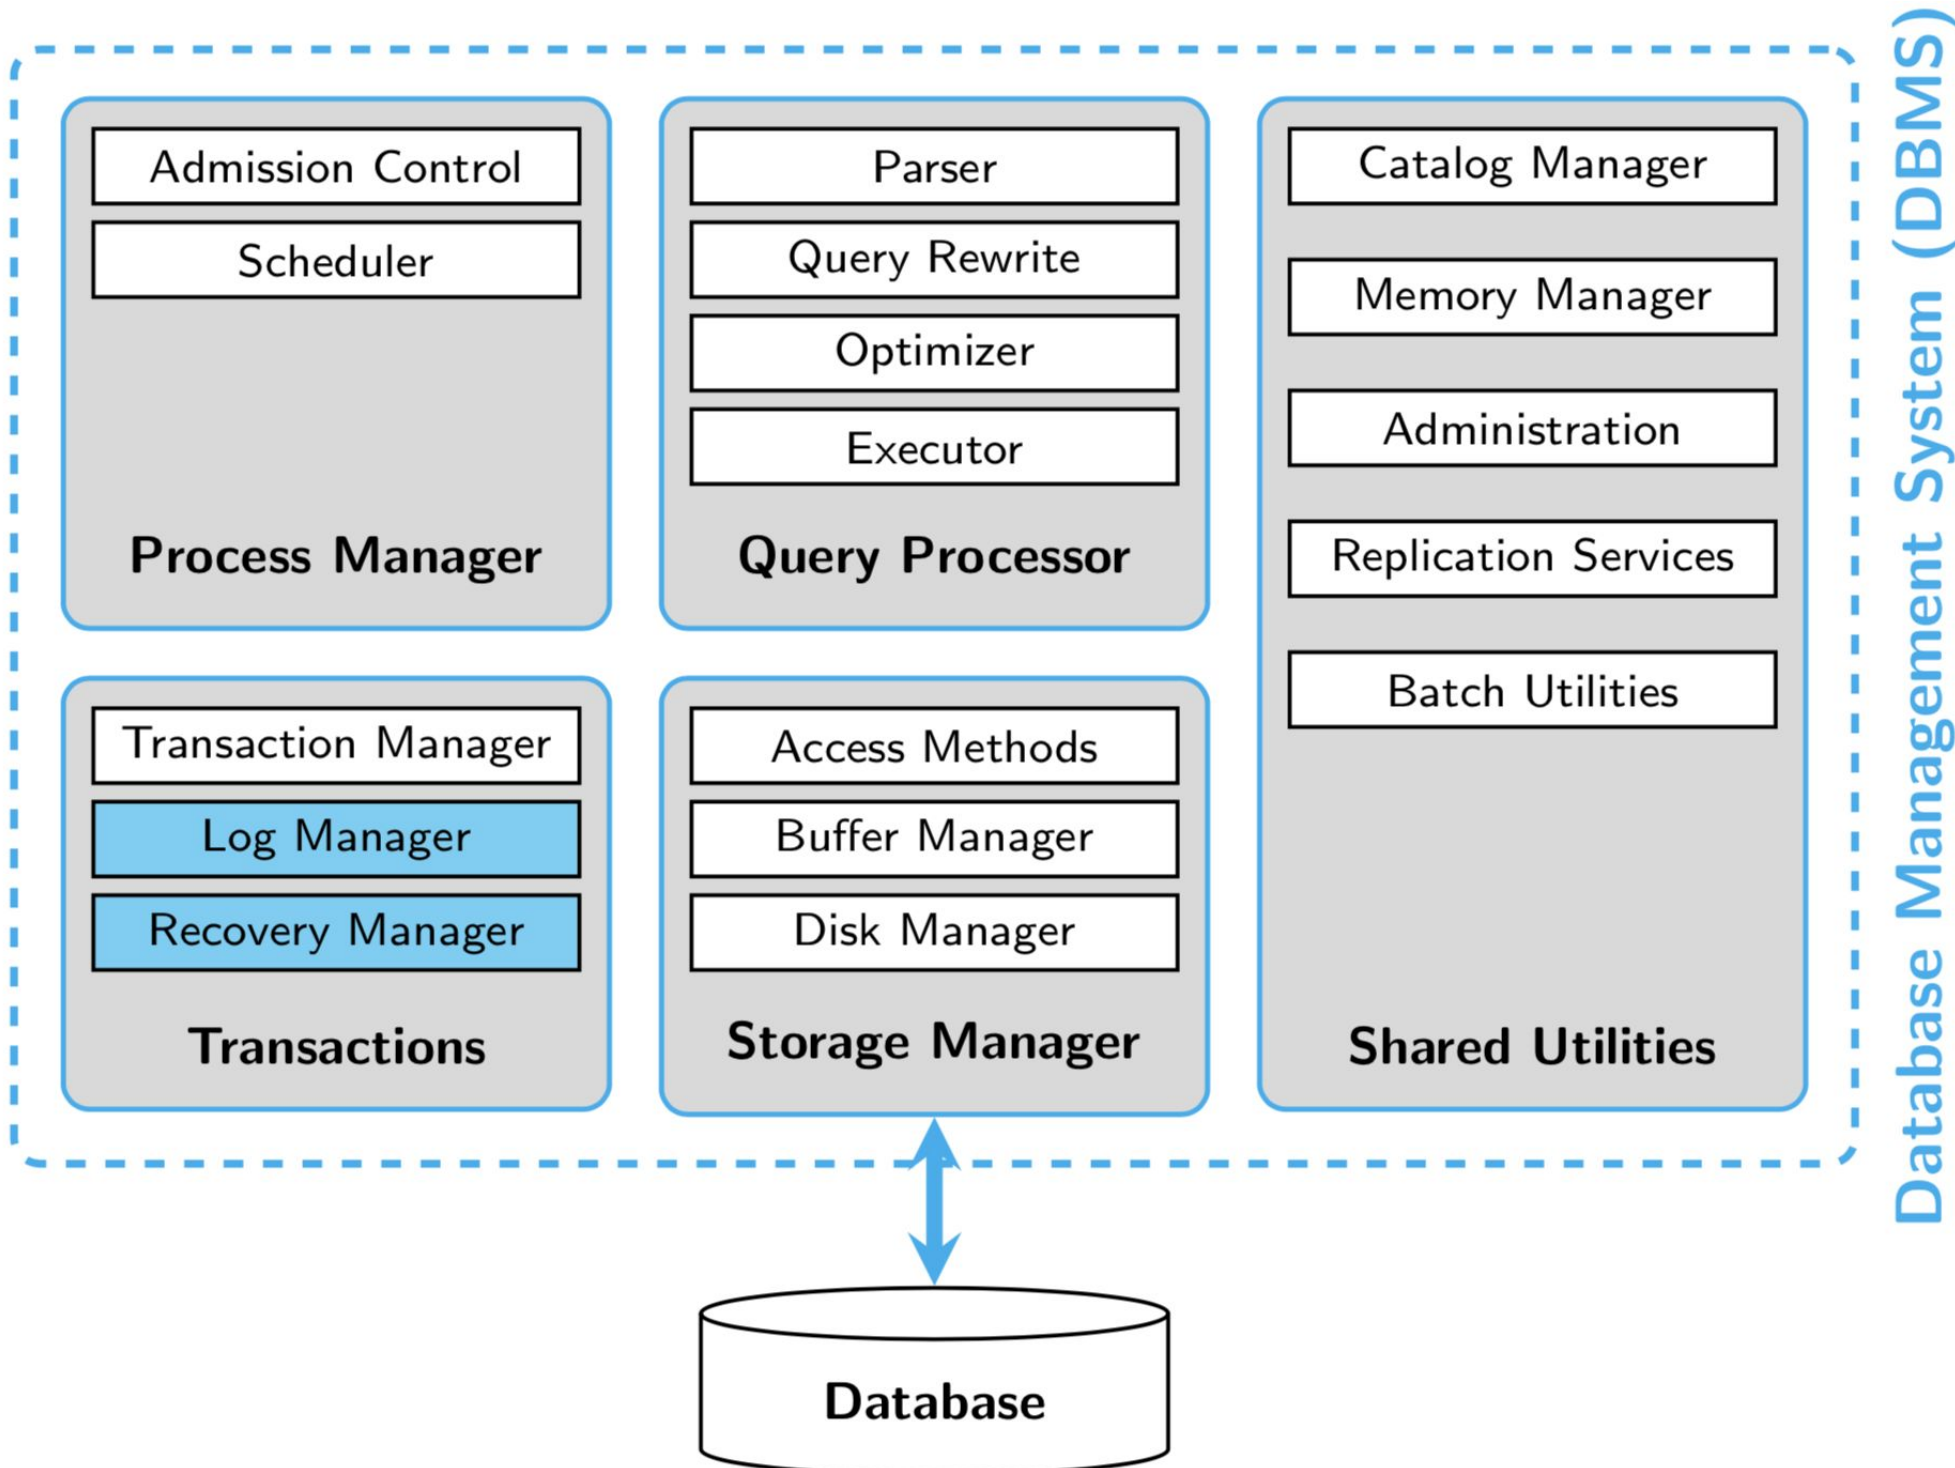 Admission Control
Scheduler
Process Manager
Parser
Query Rewrite
Optimizer
Executor
Query Processor
Catalog Manager
Memory Manager
Administration
Replication Services
Batch Utilities
Shared Utilities
Transaction Manager
Log Manager
Recovery Manager
Transactions
Access Methods
Buffer Manager
Disk Manager
Storage Manager
Database
Database Management System (DBMS)